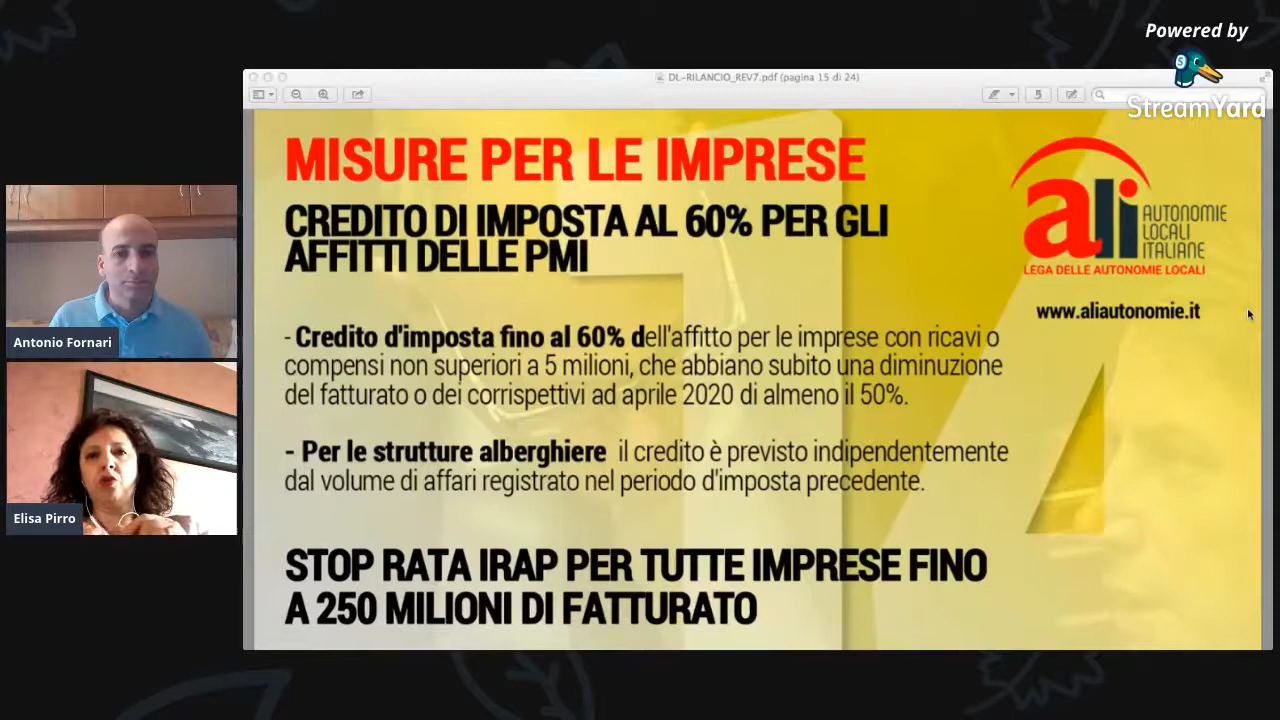 Powered by
StreamYard
DL-RILANCIO_REV7.pdf (pagina 15 di 24)
MISURE PER LE IMPRESE
CREDITO DI IMPOSTA AL 60% PER GLI
AFFITTI DELLE PMI
- Credito d'imposta fino al 60% dell'affitto per le imprese con ricavi o
compensi non superiori a 5 milioni, che abbiano subito una diminuzione
del fatturato o dei corrispettivi ad aprile 2020 di almeno il 50%.
- Per le strutture alberghiere il credito è previsto indipendentemente
dal volume di affari registrato nel periodo d'imposta precedente.
STOP RATA IRAP PER TUTTE IMPRESE FINO
A 250 MILIONI DI FATTURATO
ali
AUTONOMIE
LOCALI
ITALIANE
LEGA DELLE AUTONOMIE LOCALI
www.aliautonomie.it
Antonio Fornari
Elisa Pirro